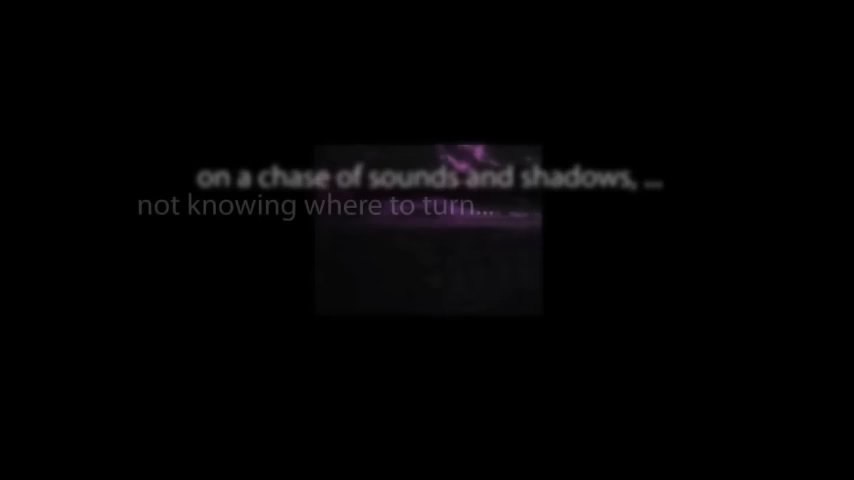 on a chase of sounds and shadows, ...
not knowing where to turn...